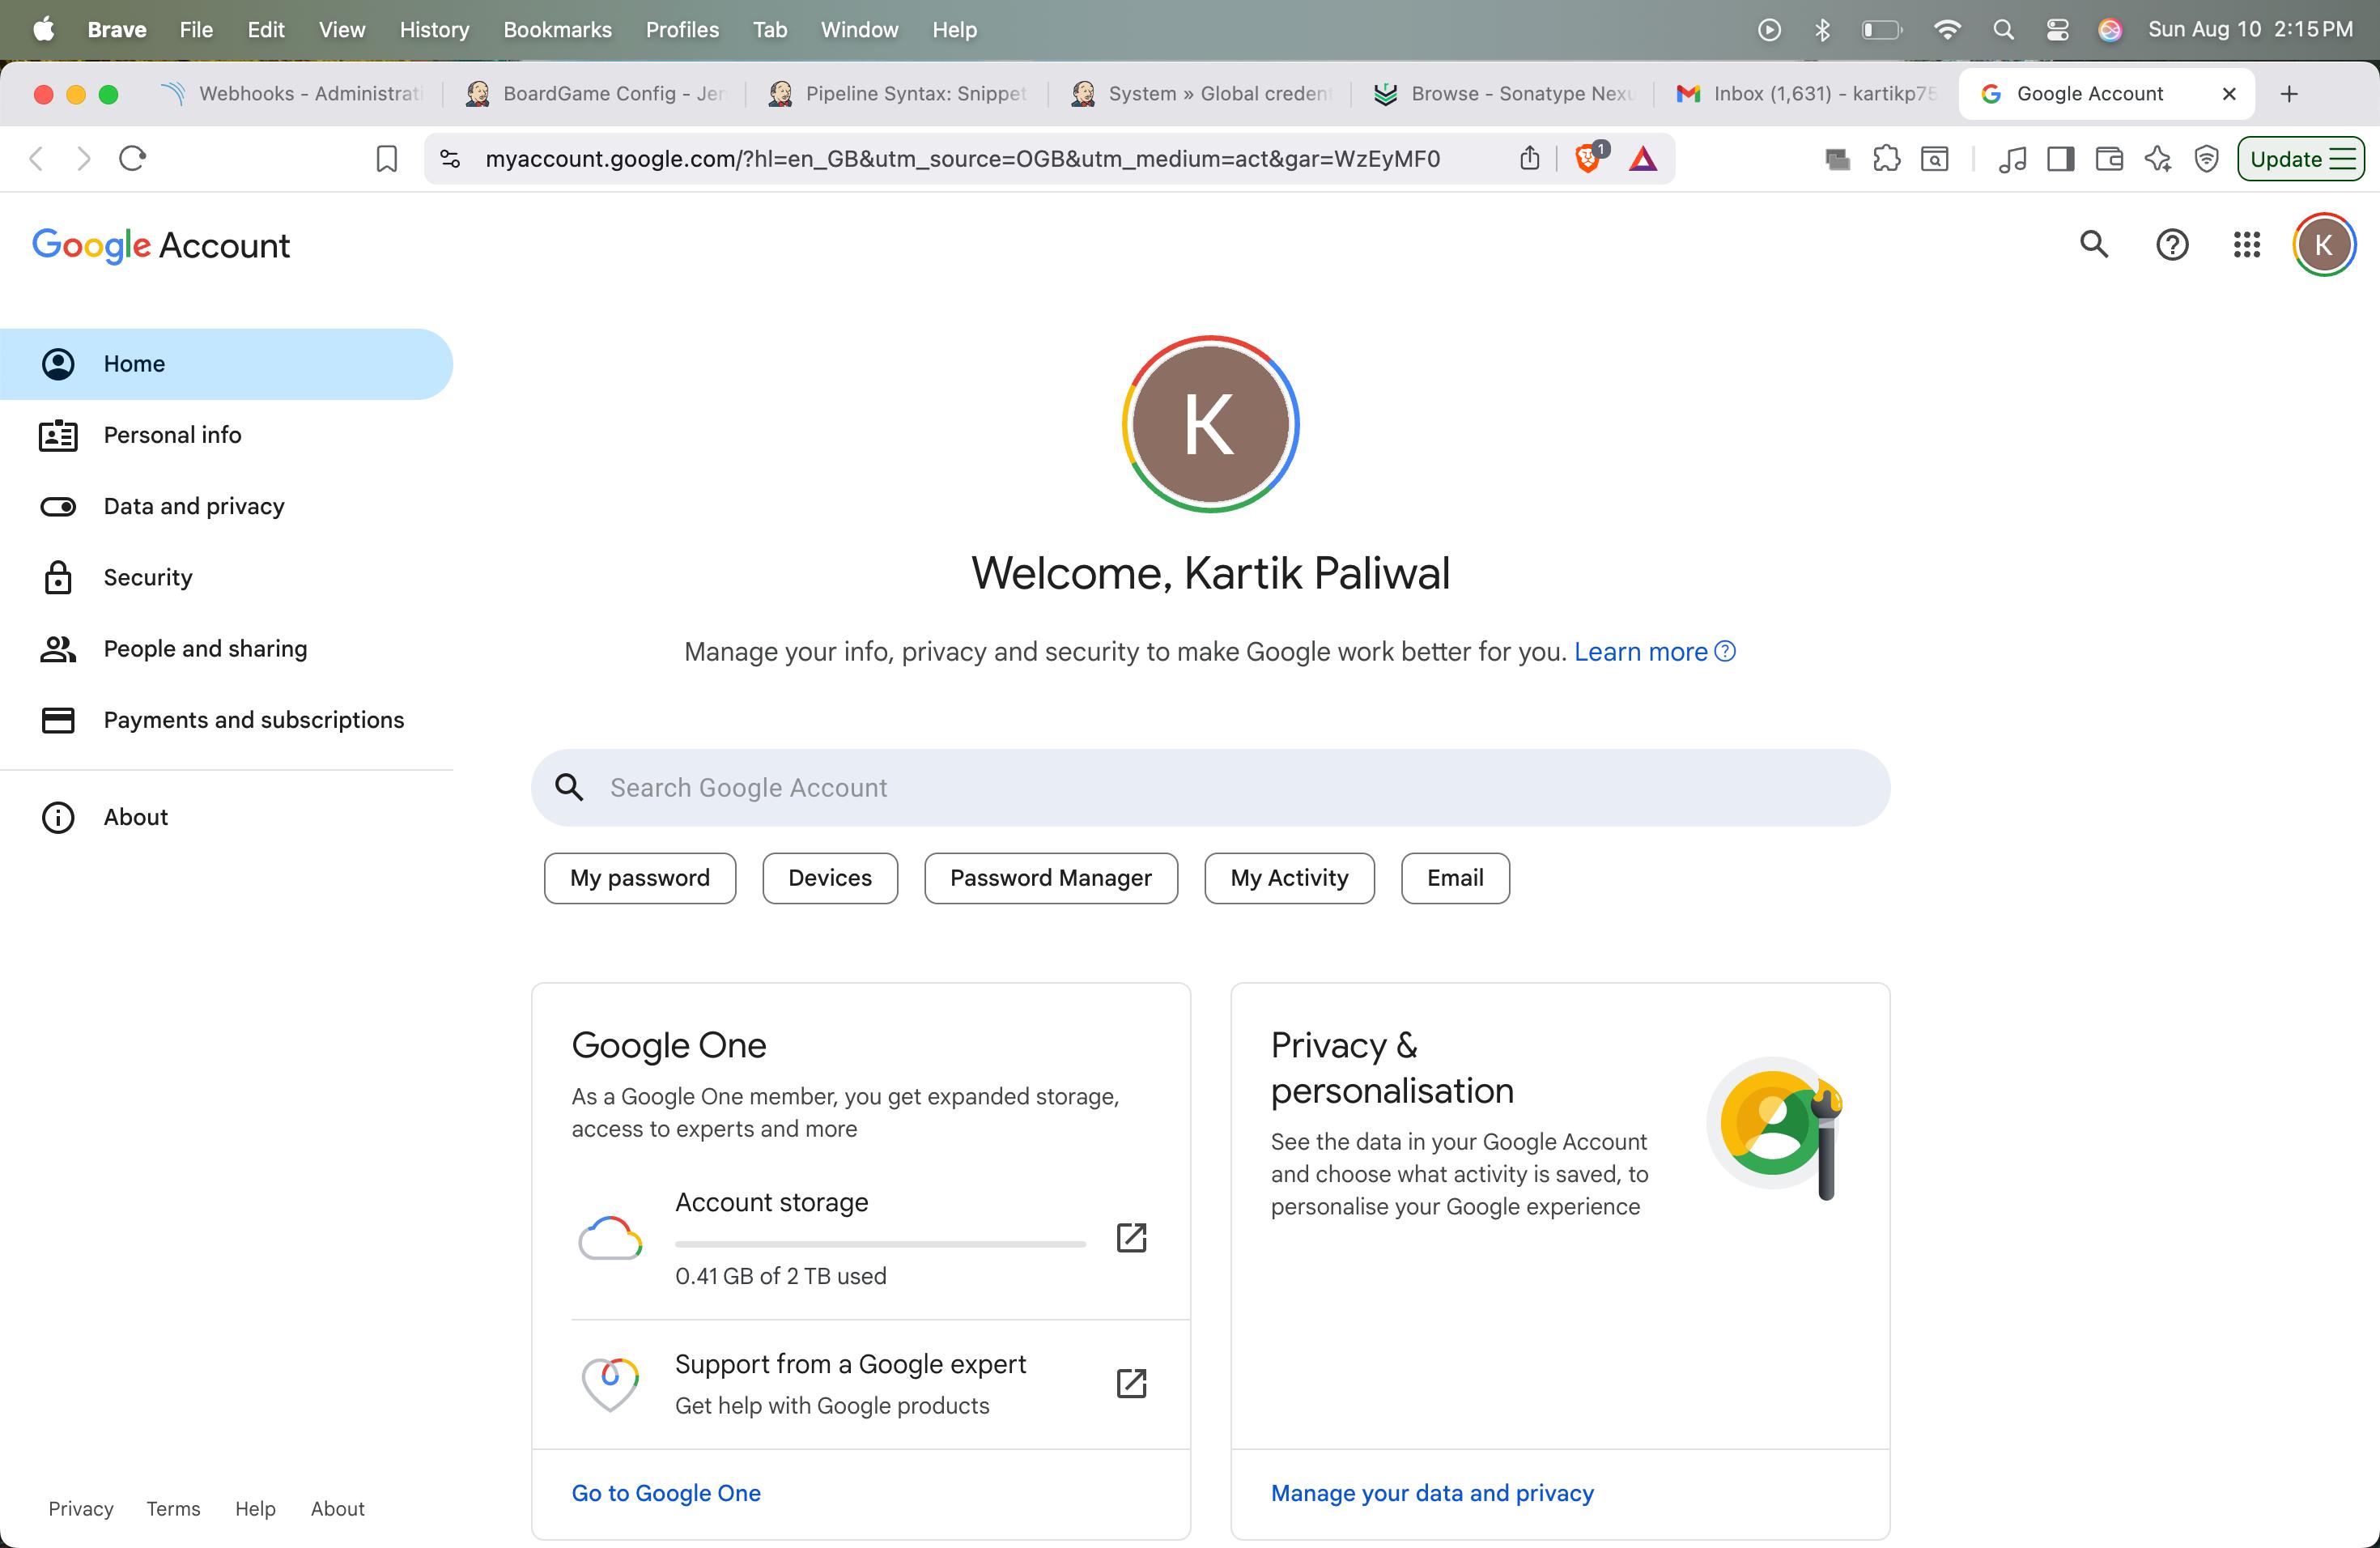 Brave File Edit View History Bookmarks Profiles Tab Window Help Sun Aug 10 2:15 PM
Webhooks - Administrati BoardGame Config - Jen Pipeline Syntax: Snippet System » Global credent Browse - Sonatype Nexu Inbox (1,631) - kartikp75 Google Account
myaccount.google.com/?hl=en_GB&utm_source=OGB&utm_medium=act&gar=WzEyMF0 1 Update
Google Account K
Home
Personal info
Data and privacy
Security
People and sharing
Payments and subscriptions
About
K
Welcome, Kartik Paliwal
Manage your info, privacy and security to make Google work better for you. Learn more
Search Google Account
My password Devices Password Manager My Activity Email
Google One
As a Google One member, you get expanded storage,
access to experts and more
Account storage
0.41 GB of 2 TB used
Support from a Google expert
Get help with Google products
Go to Google One
Privacy &
personalisation
See the data in your Google Account
and choose what activity is saved, to
personalise your Google experience
Manage your data and privacy
Privacy Terms Help About